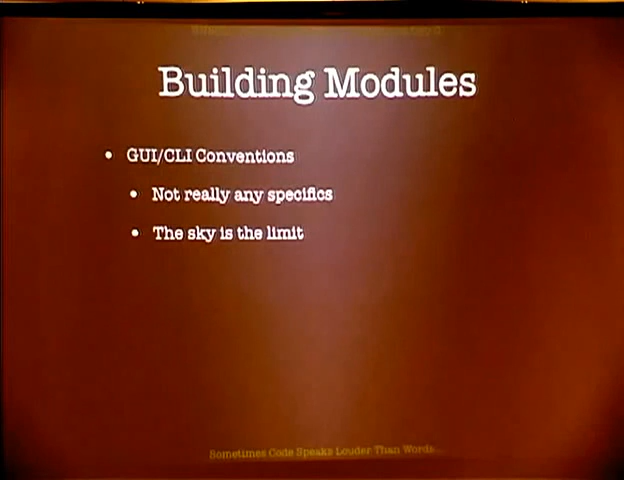 Building Modules
• GUI/CLI Conventions
• Not really any specifics
• The sky is the limit
Sometimes Code Speaks Louder Than Words